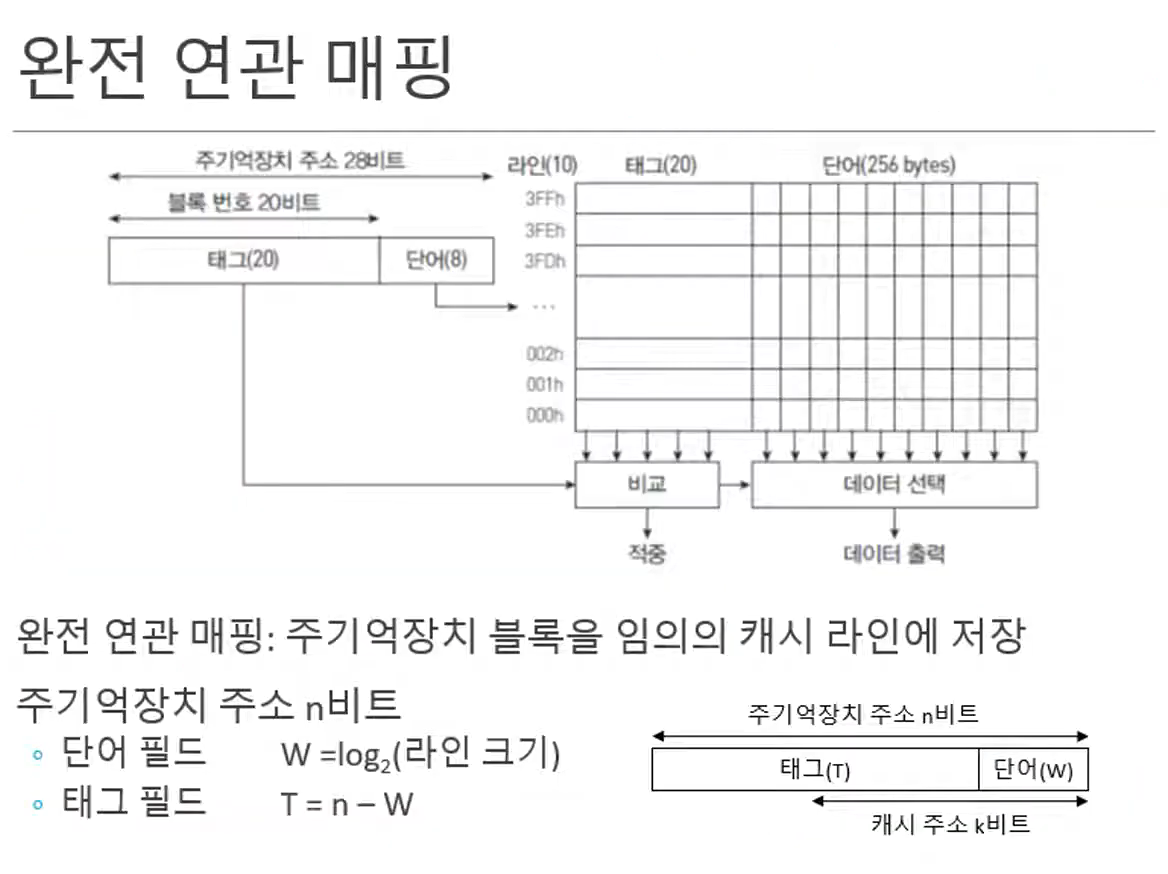 완전 연관 매핑
주기억장치 주소 28비트
블록 번호 20비트
태그(20)
단어(8)
라인(10)
태그(20)
단어(256 bytes)
3FFh
3FEh
3FDh
...
002h
001h
000h
비교
데이터 선택
적중
데이터 출력
완전 연관 매핑: 주기억장치 블록을 임의의 캐시 라인에 저장
주기억장치 주소 n비트
단어 필드 W =log₂(라인 크기)
태그 필드 T = n – W
주기억장치 주소 n비트
태그(T)
단어(W)
캐시 주소 k비트